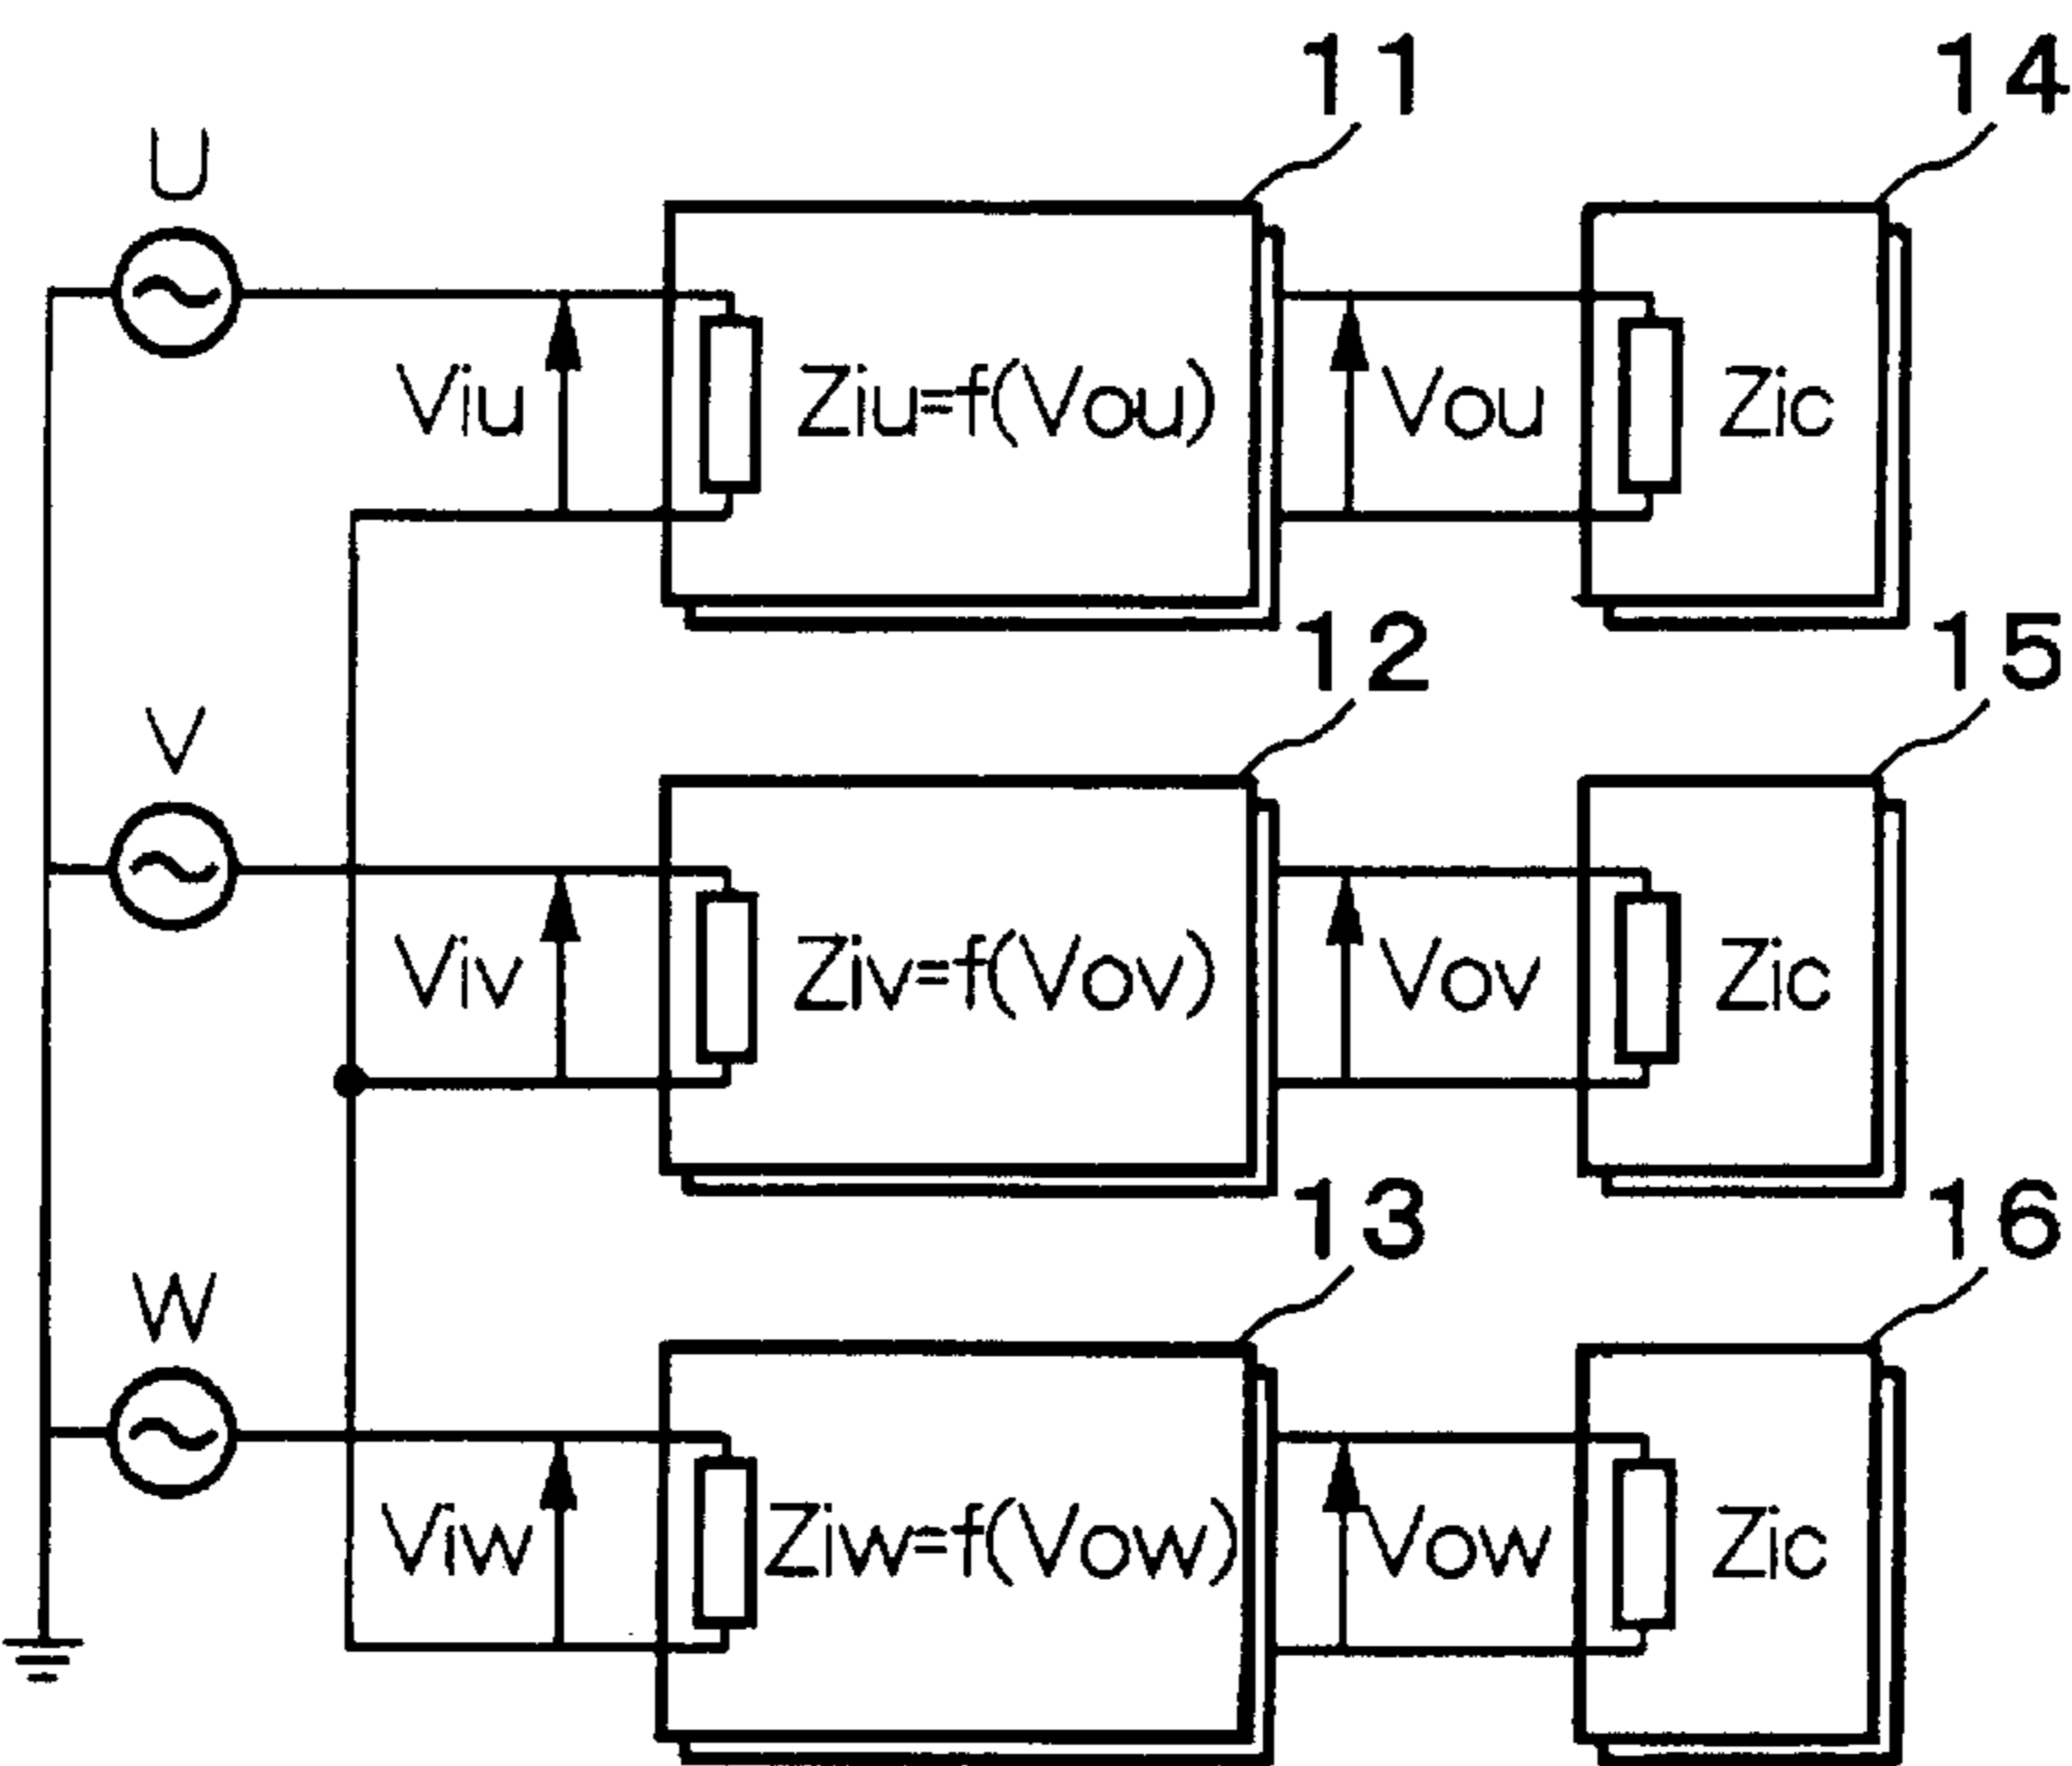 11
14
U
Viu
Ziu=f(Vou)
Vou
Zic
12
15
V
Viv
Ziv=f(Vov)
Vov
Zic
13
16
W
Viw
Ziw=f(Vow)
Vow
Zic